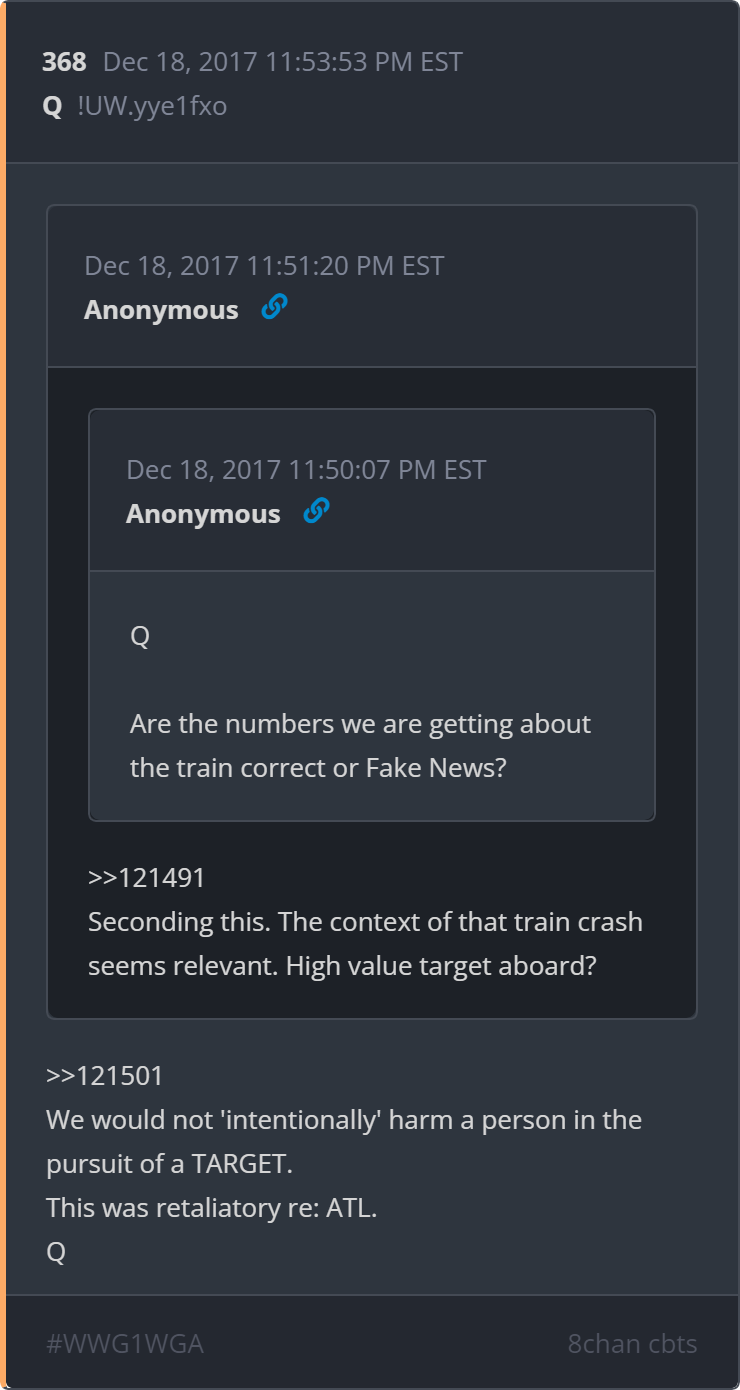 368 Dec 18, 2017 11:53:53 PM EST
Q !UW.yye1fxo
Dec 18, 2017 11:51:20 PM EST
Anonymous
Dec 18, 2017 11:50:07 PM EST
Anonymous
Q
Are the numbers we are getting about
the train correct or Fake News?
>>121491
Seconding this. The context of that train crash
seems relevant. High value target aboard?
>>121501
We would not 'intentionally' harm a person in the
pursuit of a TARGET.
This was retaliatory re: ATL.
Q
#WWG1WGA 8chan cbts